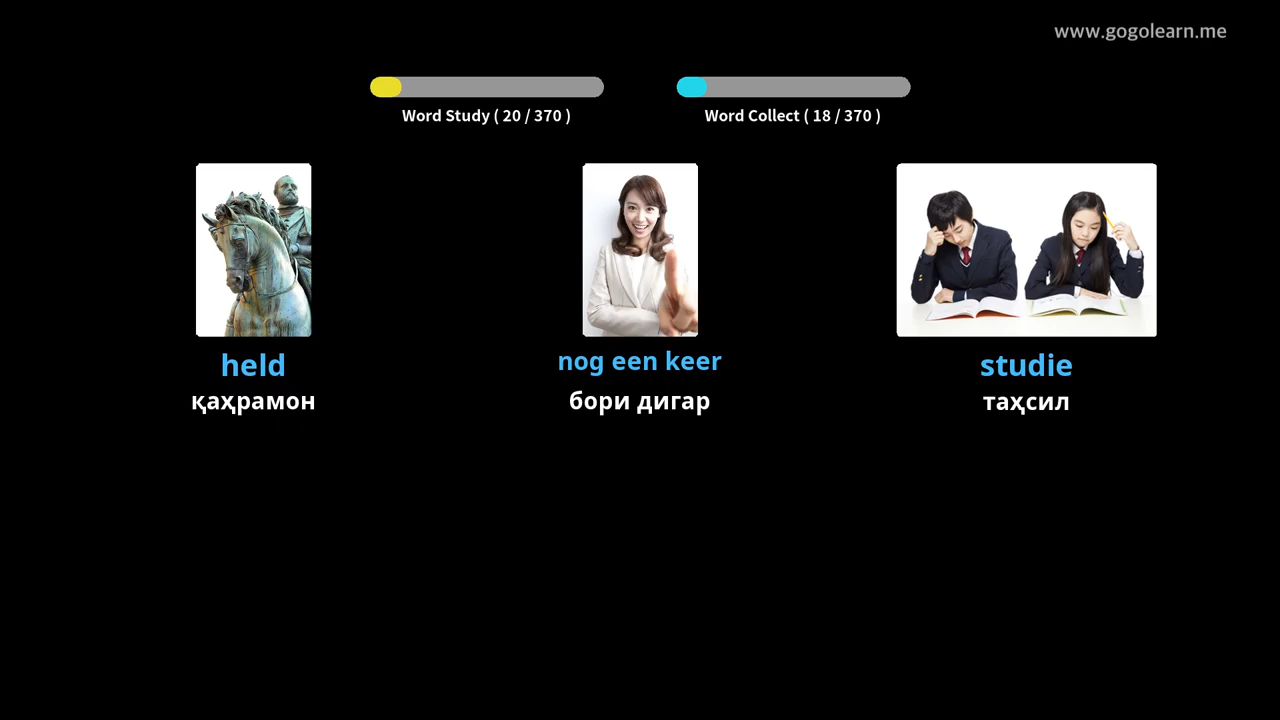 www.gogolearn.me
Word Study ( 20 / 370 )
Word Collect ( 18 / 370 )
held
қаҳрамон
nog een keer
бори дигар
studie
таҳсил